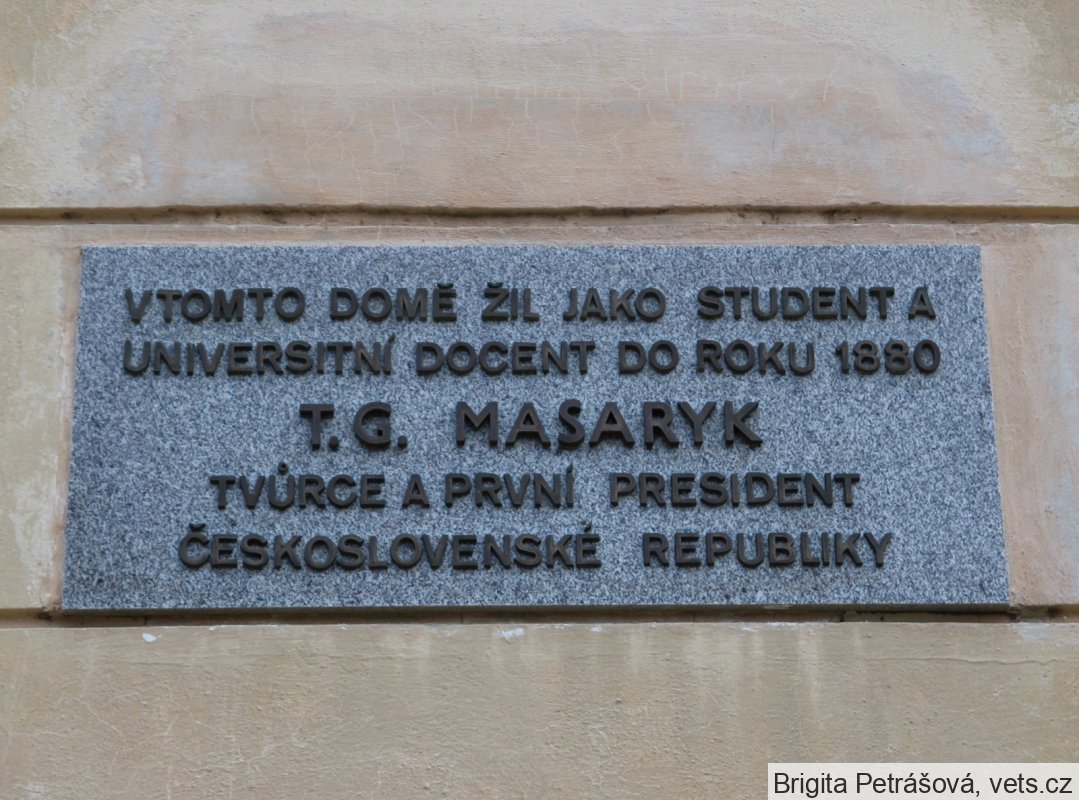 V TOMTO DOMĚ ŽIL JAKO STUDENT A
UNIVERSITNÍ DOCENT DO ROKU 1880
T. G. MASARYK
TVŮRCE A PRVNÍ PRESIDENT
ČESKOSLOVENSKÉ REPUBLIKY
Brigita Petrášová, vets.cz